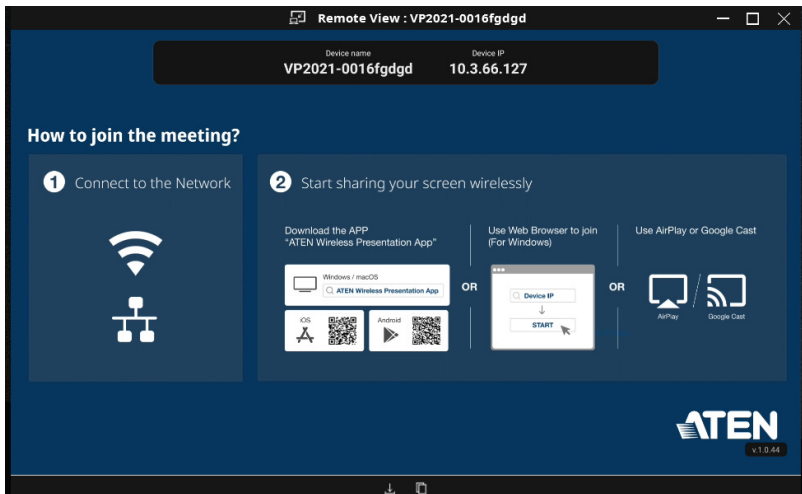 Remote View : VP2021-0016fgdgd
Device name
VP2021-0016fgdgd
Device IP
10.3.66.127
How to join the meeting?
1 Connect to the Network
2 Start sharing your screen wirelessly
Download the APP
“ATEN Wireless Presentation App”
Windows / macOS
ATEN Wireless Presentation App
iOS
Android
OR
Use Web Browser to join
(For Windows)
Device IP
START
OR
Use AirPlay or Google Cast
AirPlay
Google Cast
ATEN
v.1.0.44